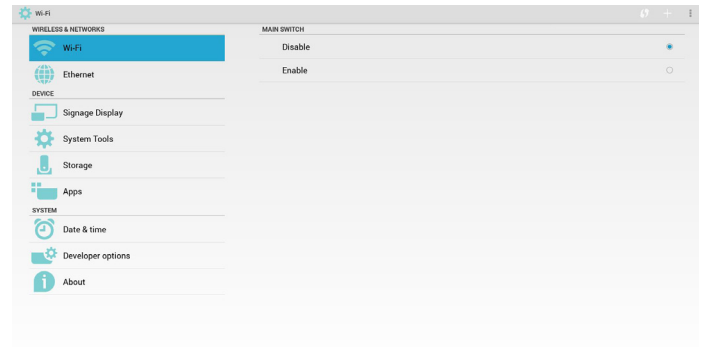 Wi-Fi
WIRELESS & NETWORKS
Wi-Fi
Ethernet
DEVICE
Signage Display
System Tools
Storage
Apps
SYSTEM
Date & time
Developer options
About
MAIN SWITCH
Disable
Enable